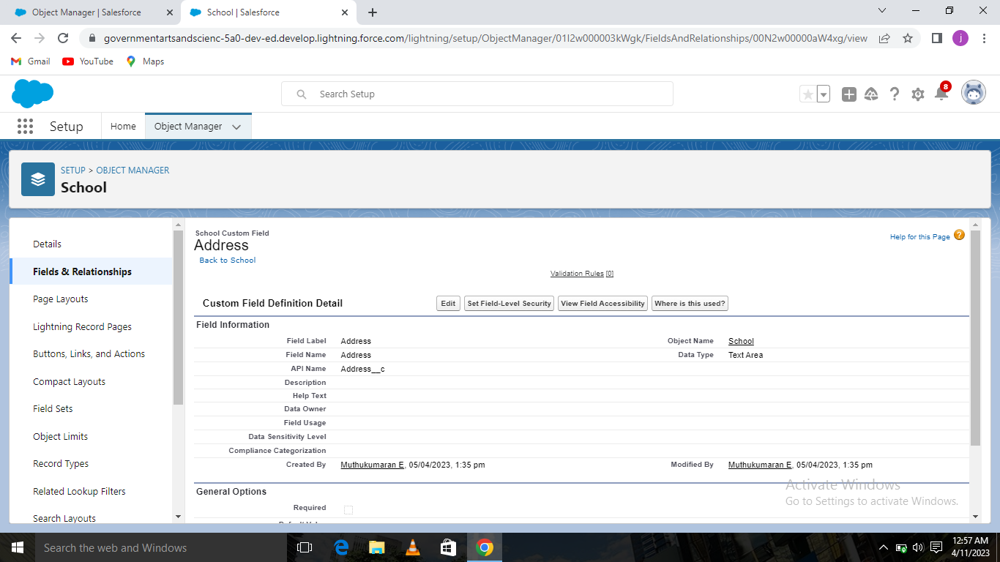 Object Manager | Salesforce
School | Salesforce
governmentartsandscienc-5a0-dev-ed.develop.lightning.force.com/lightning/setup/ObjectManager/01I2w000003kWgk/FieldsAndRelationships/00N2w00000aW4xg/view
j
Gmail YouTube Maps
Search Setup
8
Setup Home Object Manager
SETUP > OBJECT MANAGER
School
Details
Fields & Relationships
Page Layouts
Lightning Record Pages
Buttons, Links, and Actions
Compact Layouts
Field Sets
Object Limits
Record Types
Related Lookup Filters
Search Layouts
School Custom Field
Address
Back to School
Help for this Page ?
Validation Rules [0]
Custom Field Definition Detail Edit Set Field-Level Security View Field Accessibility Where is this used?
Field Information
Field Label Address Object Name School
Field Name Address Data Type Text Area
API Name Address__c
Description
Help Text
Data Owner
Field Usage
Data Sensitivity Level
Compliance Categorization
Created By Muthukumaran E, 05/04/2023, 1:35 pm Modified By Muthukumaran E, 05/04/2023, 1:35 pm
General Options
Required
Activate Windows
Go to Settings to activate Windows.
Search the web and Windows
12:57 AM
4/11/2023